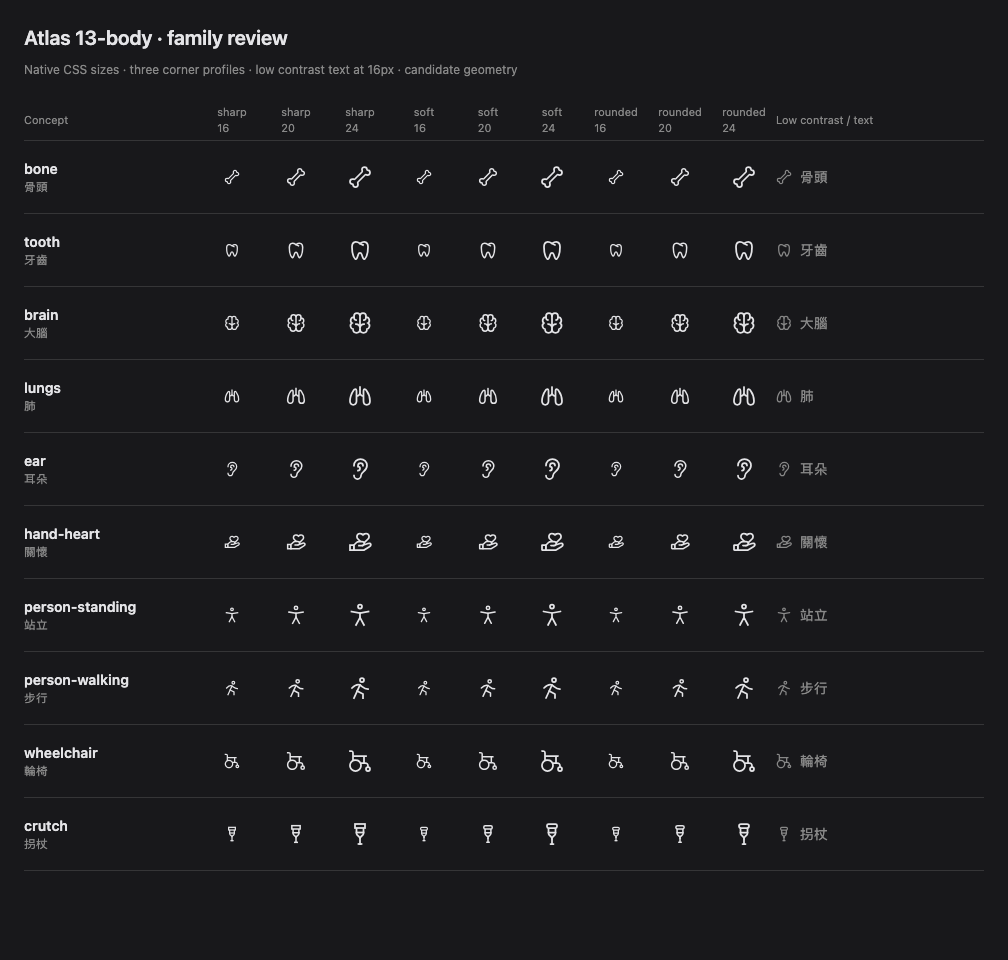 Atlas 13-body · family review
Native CSS sizes · three corner profiles · low contrast text at 16px · candidate geometry
Concept sharp 16 sharp 20 sharp 24 soft 16 soft 20 soft 24 rounded 16 rounded 20 rounded 24 Low contrast / text
bone
骨頭
骨頭
tooth
牙齒
牙齒
brain
大腦
大腦
lungs
肺
肺
ear
耳朵
耳朵
hand-heart
關懷
關懷
person-standing
站立
站立
person-walking
步行
步行
wheelchair
輪椅
輪椅
crutch
拐杖
拐杖